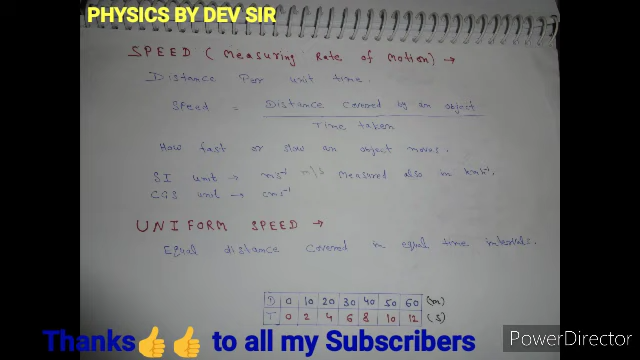 PHYSICS BY DEV SIR
SPEED (Measuring Rate of Motion) →
Distance Per unit time.
Speed = Distance covered by an object
Time taken
How fast or slow an object moves.
SI unit → ms⁻¹ m/s Measured also in kmh⁻¹.
CGS unit → cms⁻¹
UNIFORM SPEED →
Equal distance covered in equal time intervals.
D 0 10 20 30 40 50 60 (m)
T 0 2 4 6 8 10 12 (s)
Thanks👍👍 to all my Subscribers
PowerDirector